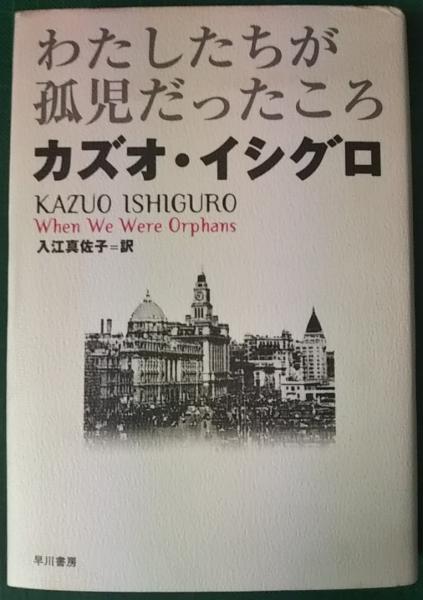 わたしたちが
孤児だったころ
カズオ・イシグロ
KAZUO ISHIGURO
When We Were Orphans
入江真佐子=訳
早川書房